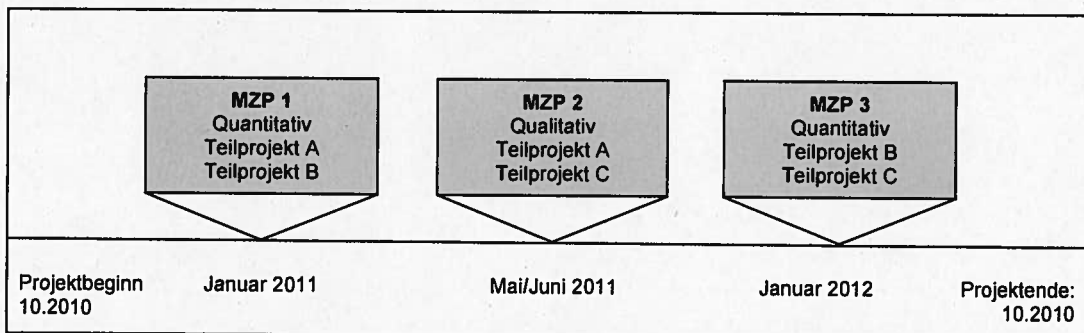 MZP 1
Quantitativ
Teilprojekt A
Teilprojekt B
MZP 2
Qualitativ
Teilprojekt A
Teilprojekt C
MZP 3
Quantitativ
Teilprojekt B
Teilprojekt C
Projektbeginn
10.2010
Januar 2011
Mai/Juni 2011
Januar 2012
Projektende:
10.2010